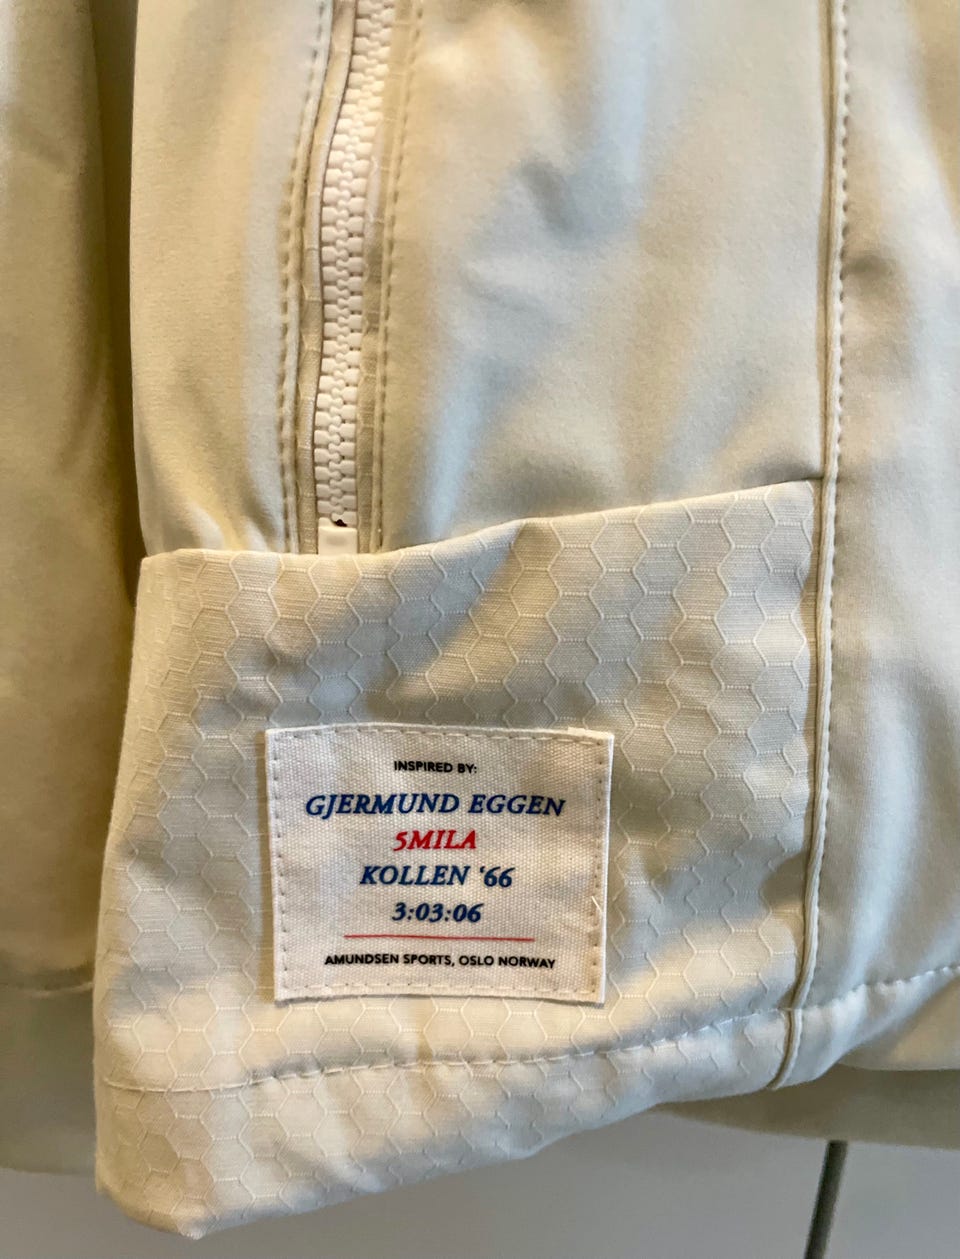 INSPIRED BY:
GJERMUND EGGEN
5MILA
KOLLEN ‘66
3:03:06
AMUNDSEN SPORTS, OSLO NORWAY